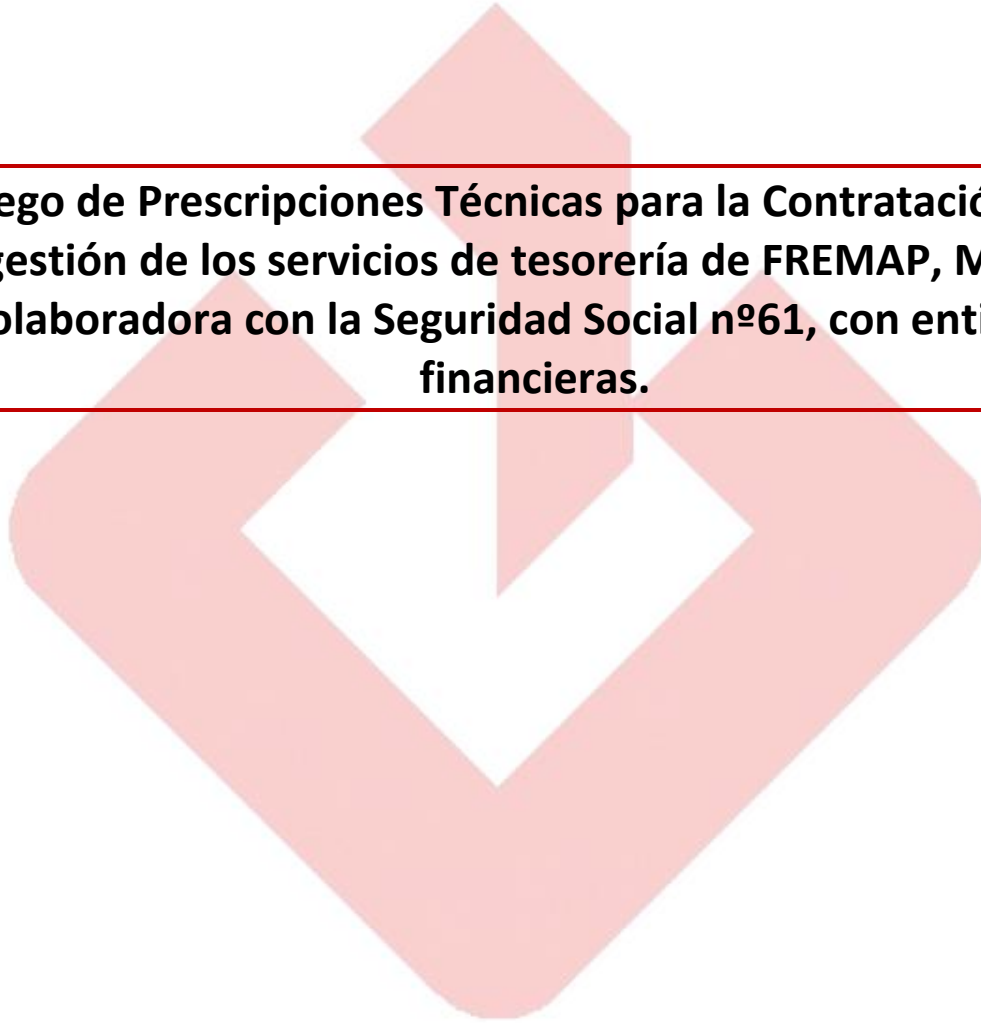 ego de Prescripciones Técnicas para la Contratació
gestión de los servicios de tesorería de FREMAP, M
olaboradora con la Seguridad Social nº61, con enti
financieras.